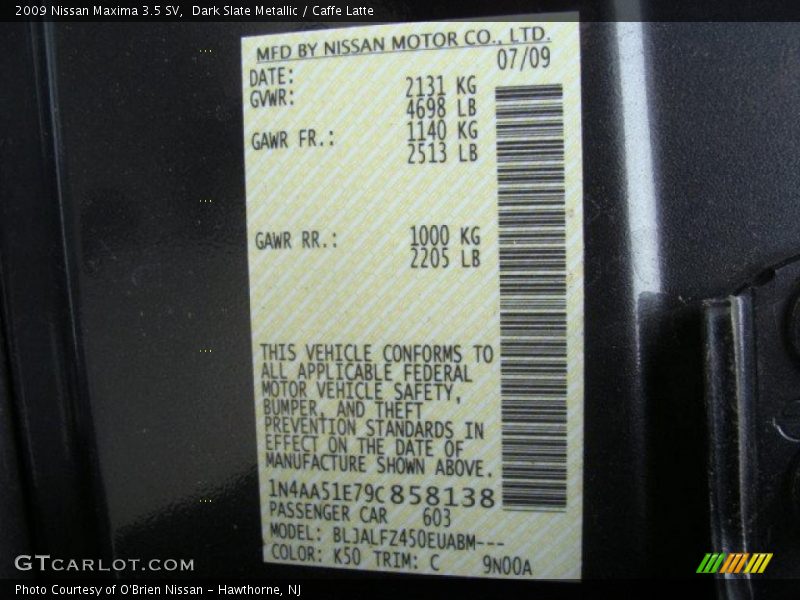 2009 Nissan Maxima 3.5 SV,  Dark Slate Metallic / Caffe Latte
MFD BY NISSAN MOTOR CO., LTD.
DATE: 07/09
GVWR: 2131 KG
4698 LB
GAWR FR.: 1140 KG
2513 LB
GAWR RR.: 1000 KG
2205 LB
THIS VEHICLE CONFORMS TO
ALL APPLICABLE FEDERAL
MOTOR VEHICLE SAFETY,
BUMPER, AND THEFT
PREVENTION STANDARDS IN
EFFECT ON THE DATE OF
MANUFACTURE SHOWN ABOVE.
1N4AA51E79C858138
PASSENGER CAR 603
MODEL: BLJALFZ450EUABM---
COLOR: K50 TRIM: C 9N00A
GTCARLOT.COM
Photo Courtesy of O'Brien Nissan - Hawthorne, NJ